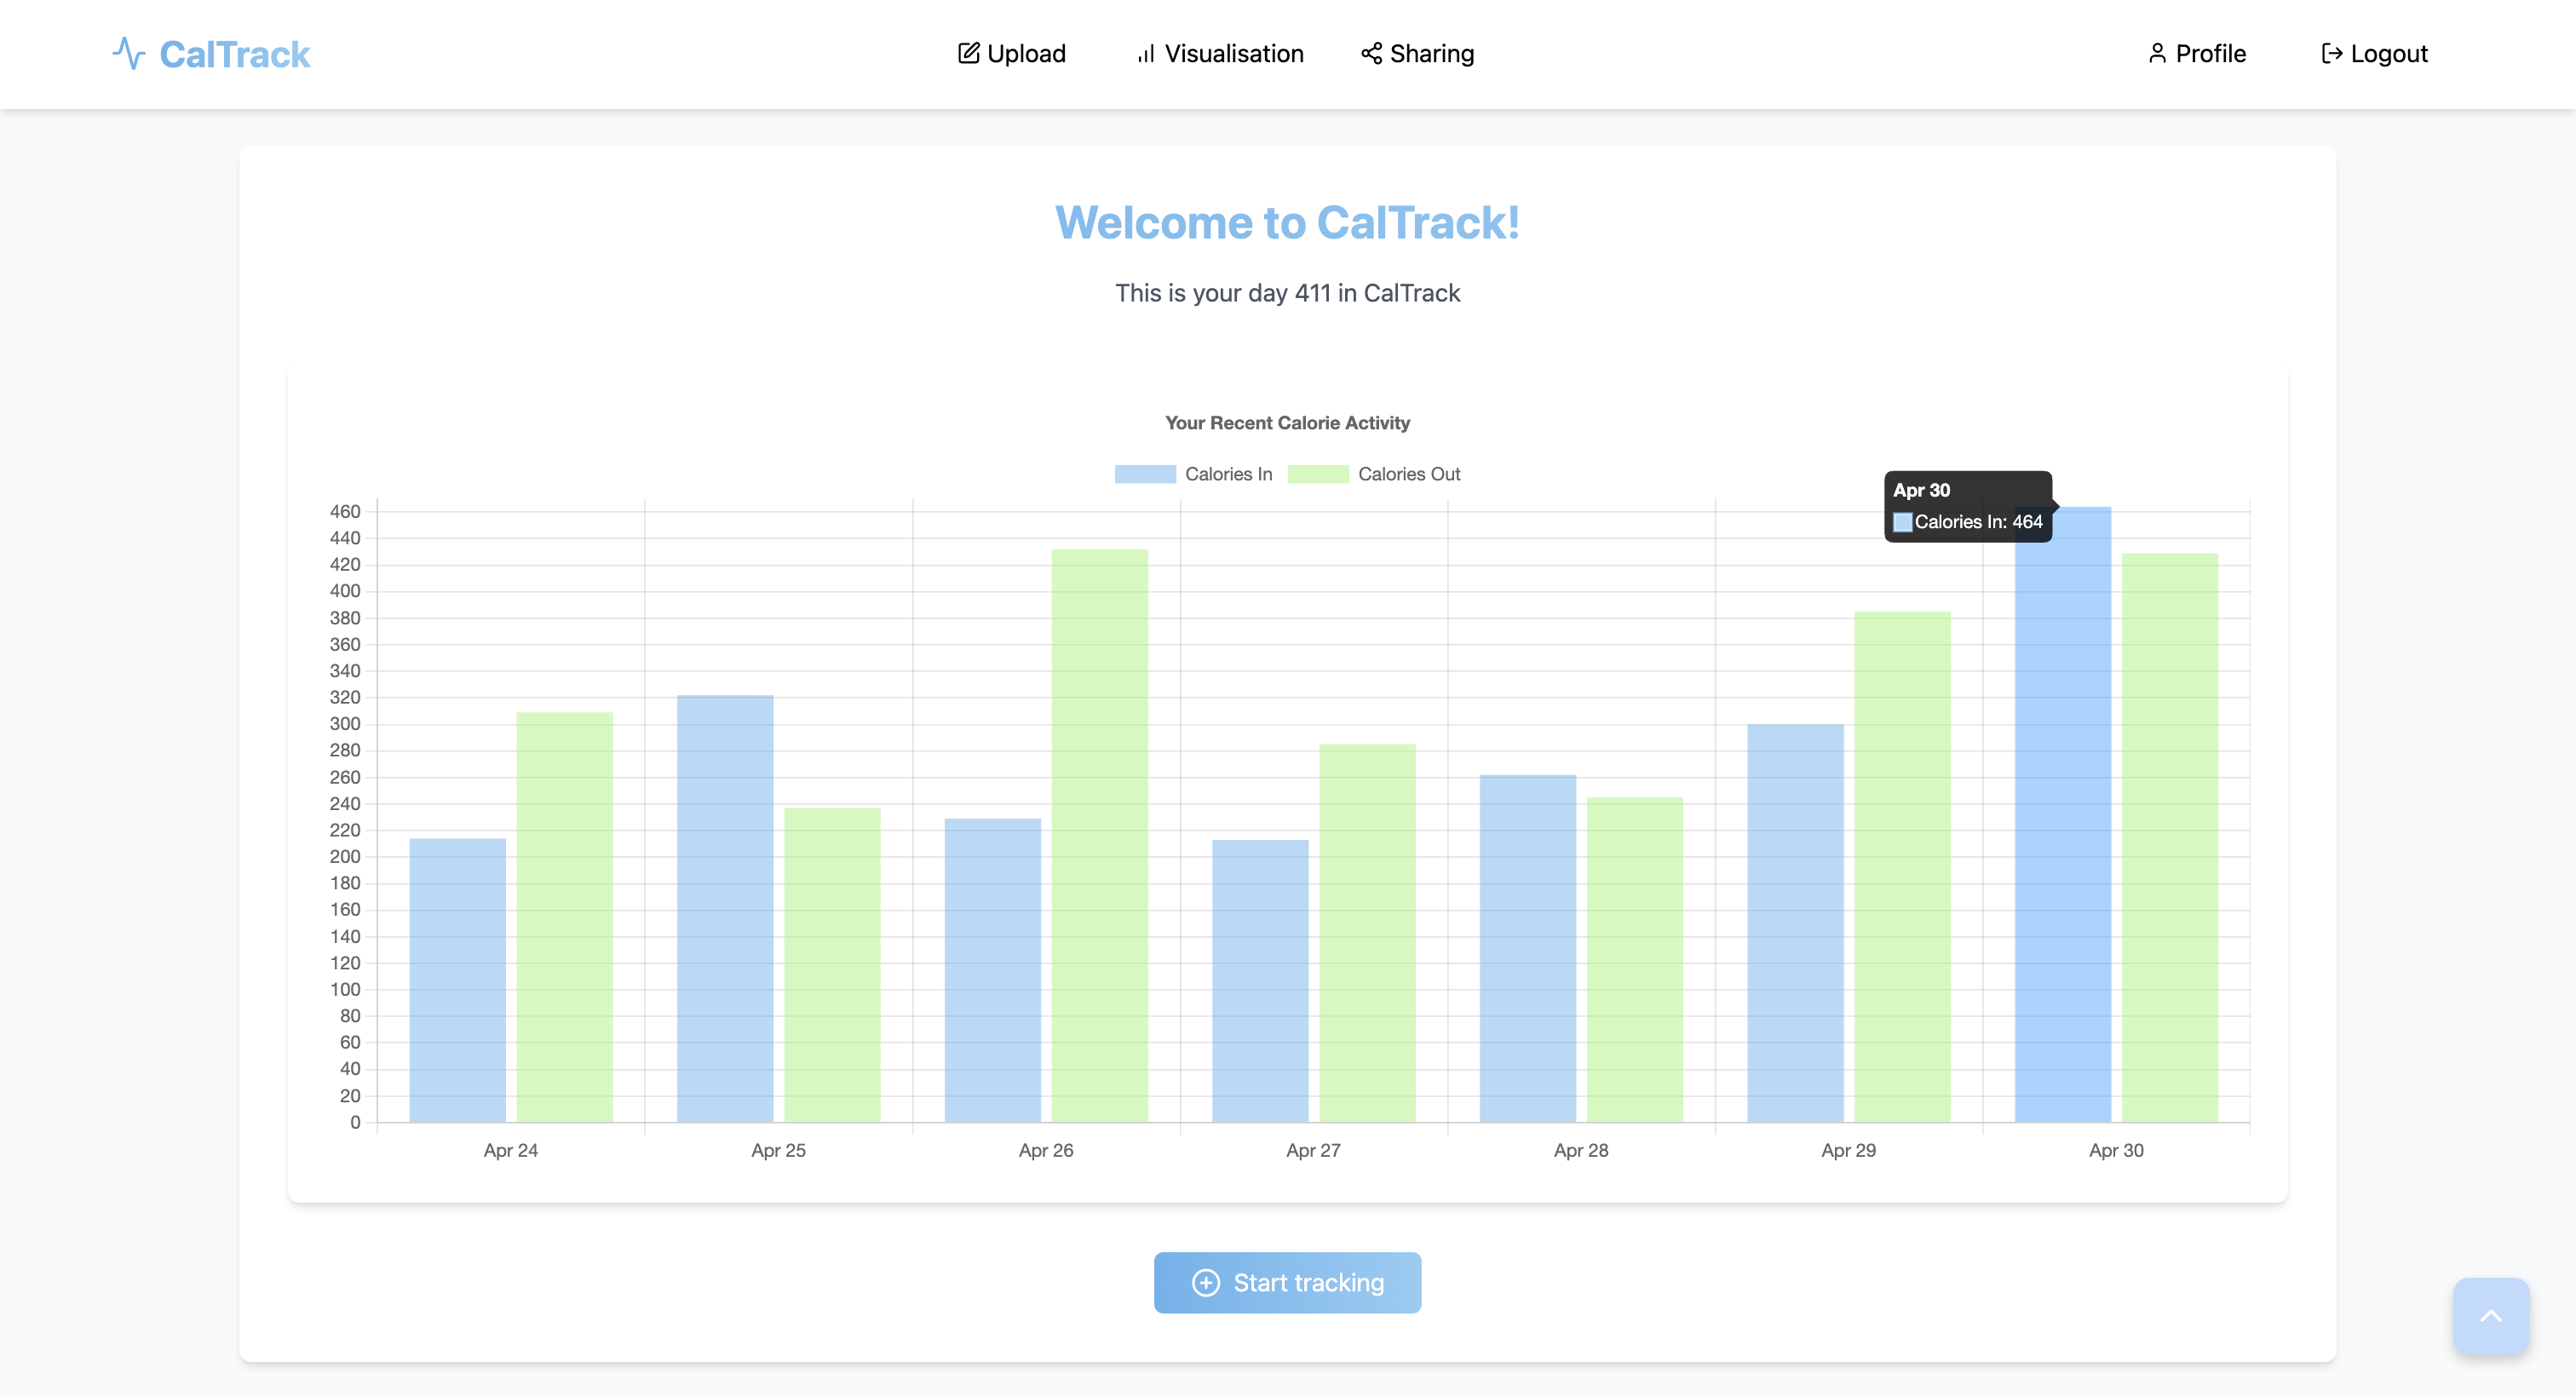 CalTrack
Upload
Visualisation
Sharing
Profile
Logout
Welcome to CalTrack!
This is your day 411 in CalTrack
Your Recent Calorie Activity
Calories In
Calories Out
Apr 30
Calories In: 464
460
440
420
400
380
360
340
320
300
280
260
240
220
200
180
160
140
120
100
80
60
40
20
0
Apr 24
Apr 25
Apr 26
Apr 27
Apr 28
Apr 29
Apr 30
Start tracking